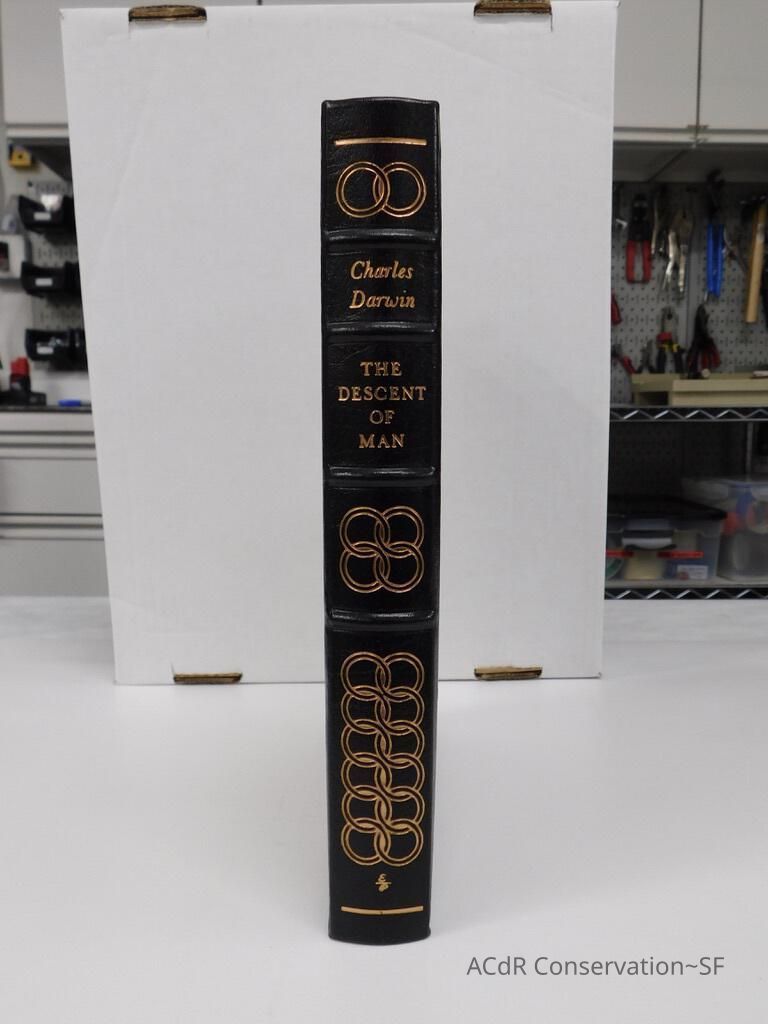 Charles
Darwin
THE
DESCENT
OF
MAN
ACdR Conservation~SF